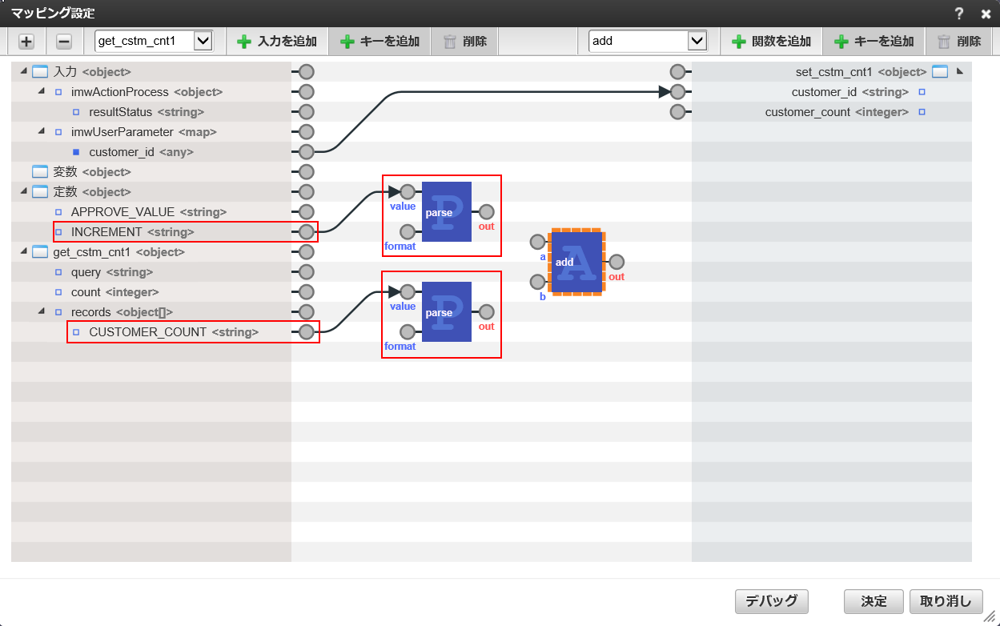 マッピング設定
?
get_cstm_cnt1 入力を追加 キーを追加 削除 add 関数を追加 キーを追加 削除
入力 <object>
imwActionProcess <object>
resultStatus <string>
imwUserParameter <map>
customer_id <any>
変数 <object>
定数 <object>
APPROVE_VALUE <string>
INCREMENT <string>
get_cstm_cnt1 <object>
query <string>
count <integer>
records <object[]>
CUSTOMER_COUNT <string>
value
P
parse
out
format
value
P
parse
out
format
a
A
add
out
b
set_cstm_cnt1 <object>
customer_id <string>
customer_count <integer>
デバッグ 決定 取り消し